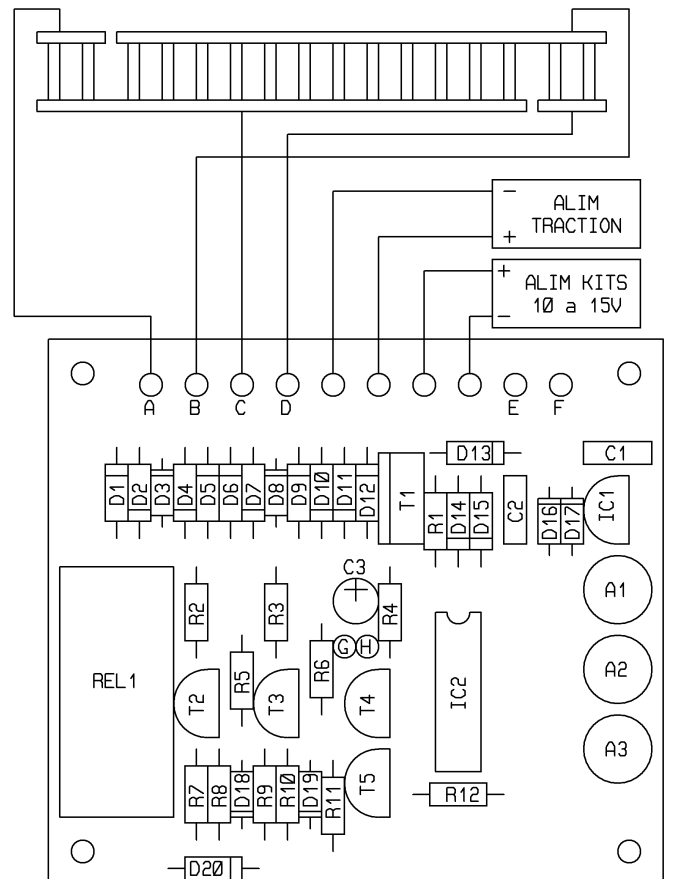 −
ALIM
TRACTION
+
+
ALIM KITS
10 a 15V
−
A B C D E F
D13 C1
D1 D2 D3 D4 D5 D6 D7 D8 D9 D10 D11 D12 T1 R1 D14 D15 C2 D16 D17 IC1
C3
R2 R3 + R4 A1
G H
REL1 R5 R6 A2
T2 T3 T4 IC2
A3
R7 R8 D18 R9 R10 D19 R11 T5 R12
D20